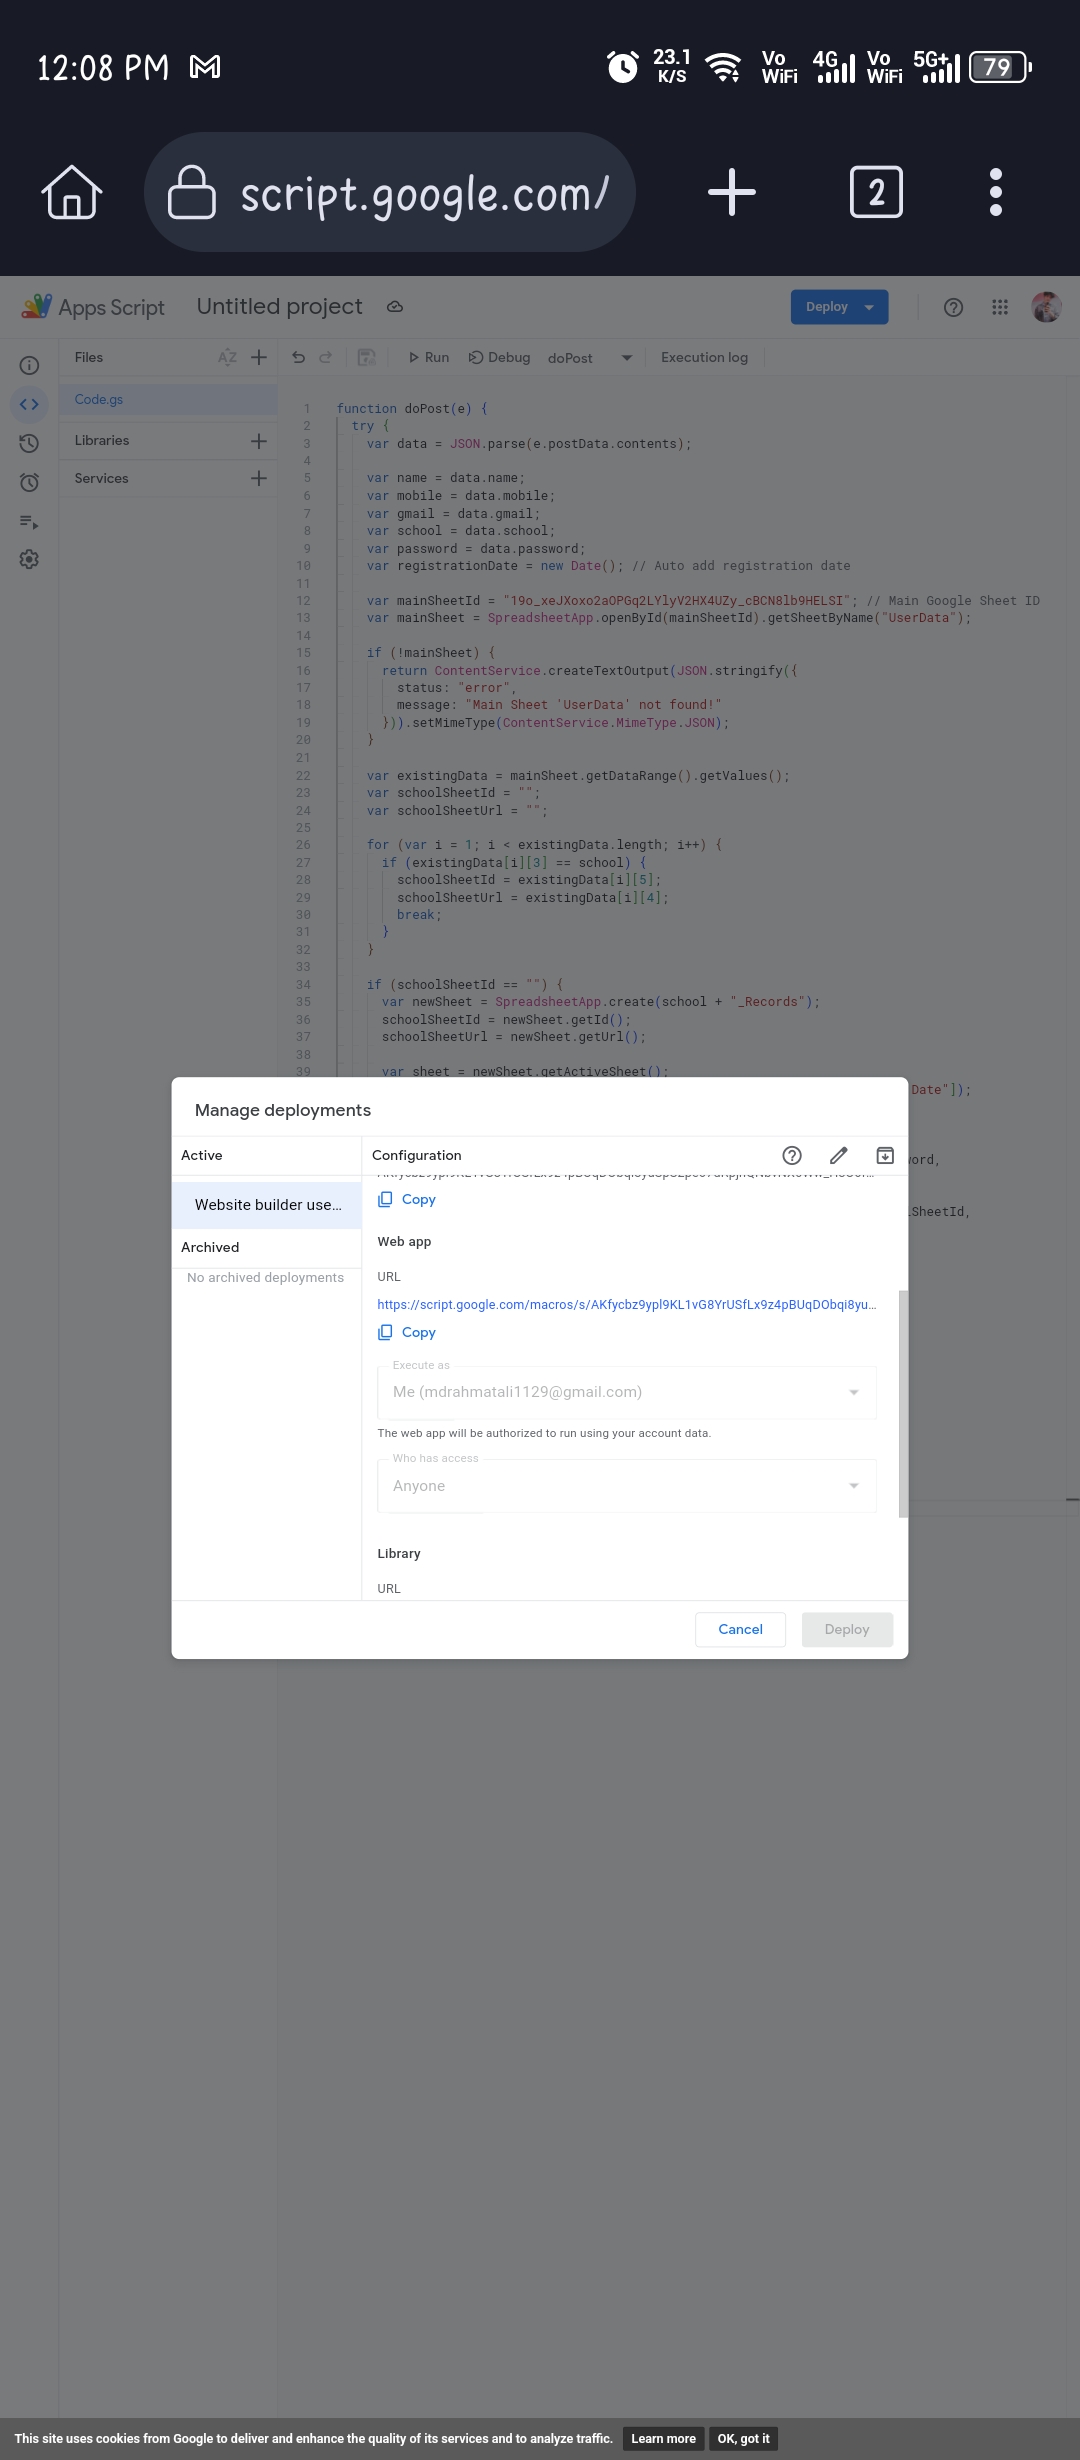 12:08 PM
23.1 K/S Vo WiFi 4G Vo WiFi 5G+ 79
script.google.com/ 2
Apps Script Untitled project Deploy
Files AZ Run Debug doPost Execution log
Code.gs
Libraries
Services
1 function doPost(e) {
2 try {
3 var data = JSON.parse(e.postData.contents);
4
5 var name = data.name;
6 var mobile = data.mobile;
7 var gmail = data.gmail;
8 var school = data.school;
9 var password = data.password;
10 var registrationDate = new Date(); // Auto add registration date
11
12 var mainSheetId = "19o_xeJXoxo2aOPGq2LYlyV2HX4UZy_cBCN8lb9HELSI"; // Main Google Sheet ID
13 var mainSheet = SpreadsheetApp.openById(mainSheetId).getSheetByName("UserData");
14
15 if (!mainSheet) {
16 return ContentService.createTextOutput(JSON.stringify({
17 status: "error",
18 message: "Main Sheet 'UserData' not found!"
19 })).setMimeType(ContentService.MimeType.JSON);
20 }
21
22 var existingData = mainSheet.getDataRange().getValues();
23 var schoolSheetId = "";
24 var schoolSheetUrl = "";
25
26 for (var i = 1; i < existingData.length; i++) {
27 if (existingData[i][3] == school) {
28 schoolSheetId = existingData[i][5];
29 schoolSheetUrl = existingData[i][4];
30 break;
31 }
32 }
33
34 if (schoolSheetId == "") {
35 var newSheet = SpreadsheetApp.create(school + "_Records");
36 schoolSheetId = newSheet.getId();
37 schoolSheetUrl = newSheet.getUrl();
38
39 var sheet = newSheet.getActiveSheet();
Date"]);
word,
SheetId,
Manage deployments
Active
Configuration
Website builder use...
Archived
No archived deployments
Copy
Web app
URL
https://script.google.com/macros/s/AKfycbz9ypl9KL1vG8YrUSfLx9z4pBUqDObqi8yu...
Copy
Execute as
Me (mdrahmatali1129@gmail.com)
The web app will be authorized to run using your account data.
Who has access
Anyone
Library
URL
Cancel Deploy
This site uses cookies from Google to deliver and enhance the quality of its services and to analyze traffic. Learn more OK, got it